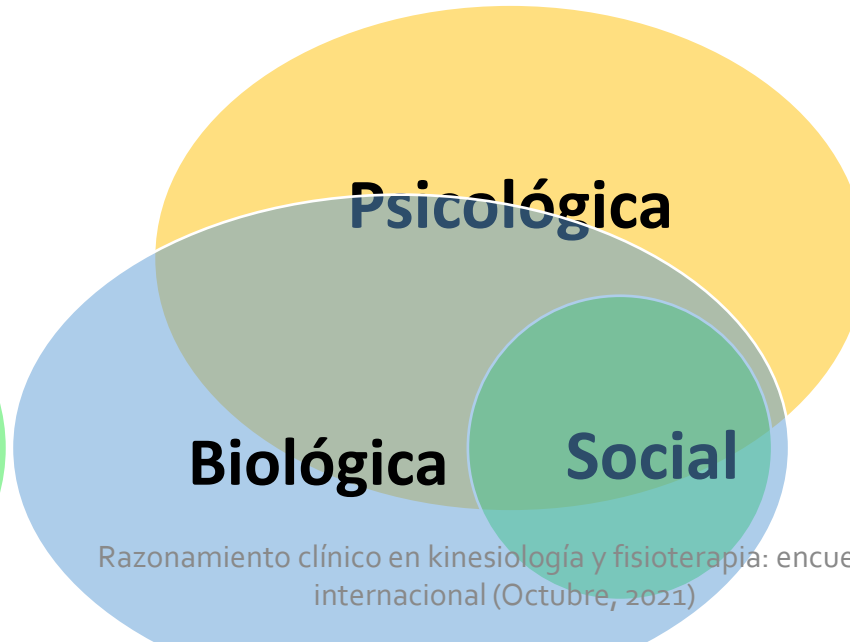 Psicológica
Biológica
Social
Razonamiento clínico en kinesiología y fisioterapia: encue
internacional (Octubre, 2021)